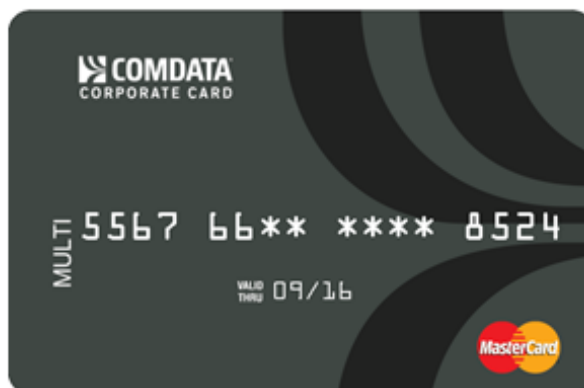 COMDATA
CORPORATE CARD
MULTI
5567 66** **** 8524
VALID THRU 09/16
MasterCard